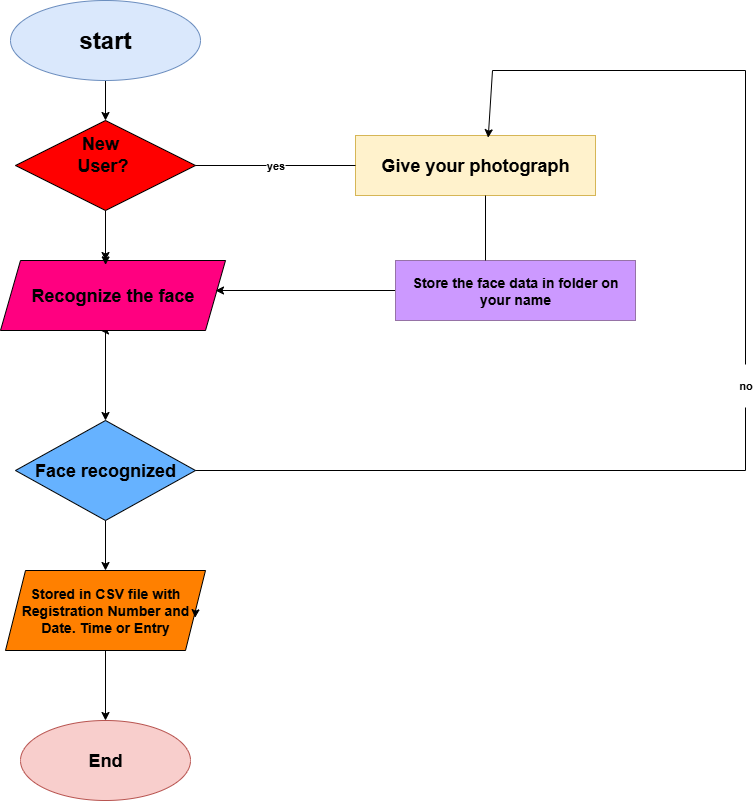 start
New
User?
yes
Give your photograph
Recognize the face
Store the face data in folder on
your name
no
Face recognized
Stored in CSV file with
Registration Number and
Date. Time or Entry
End